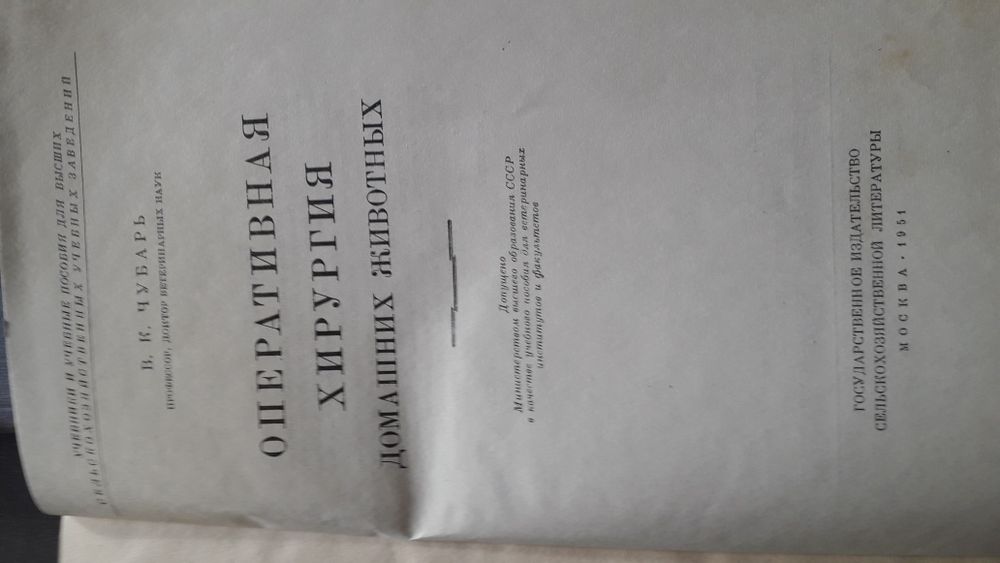 УЧЕБНИКИ И УЧЕБНЫЕ ПОСОБИЯ ДЛЯ ВЫСШИХ
СЕЛЬСКОХОЗЯЙСТВЕННЫХ УЧЕБНЫХ ЗАВЕДЕНИЙ
В. К. ЧУБАРЬ
ПРОФЕССОР, ДОКТОР ВЕТЕРИНАРНЫХ НАУК
ОПЕРАТИВНАЯ
ХИРУРГИЯ
ДОМАШНИХ ЖИВОТНЫХ
Допущено
Министерством высшего образования СССР
в качестве учебного пособия для ветеринарных
институтов и факультетов
ГОСУДАРСТВЕННОЕ ИЗДАТЕЛЬСТВО
СЕЛЬСКОХОЗЯЙСТВЕННОЙ ЛИТЕРАТУРЫ
МОСКВА · 1951